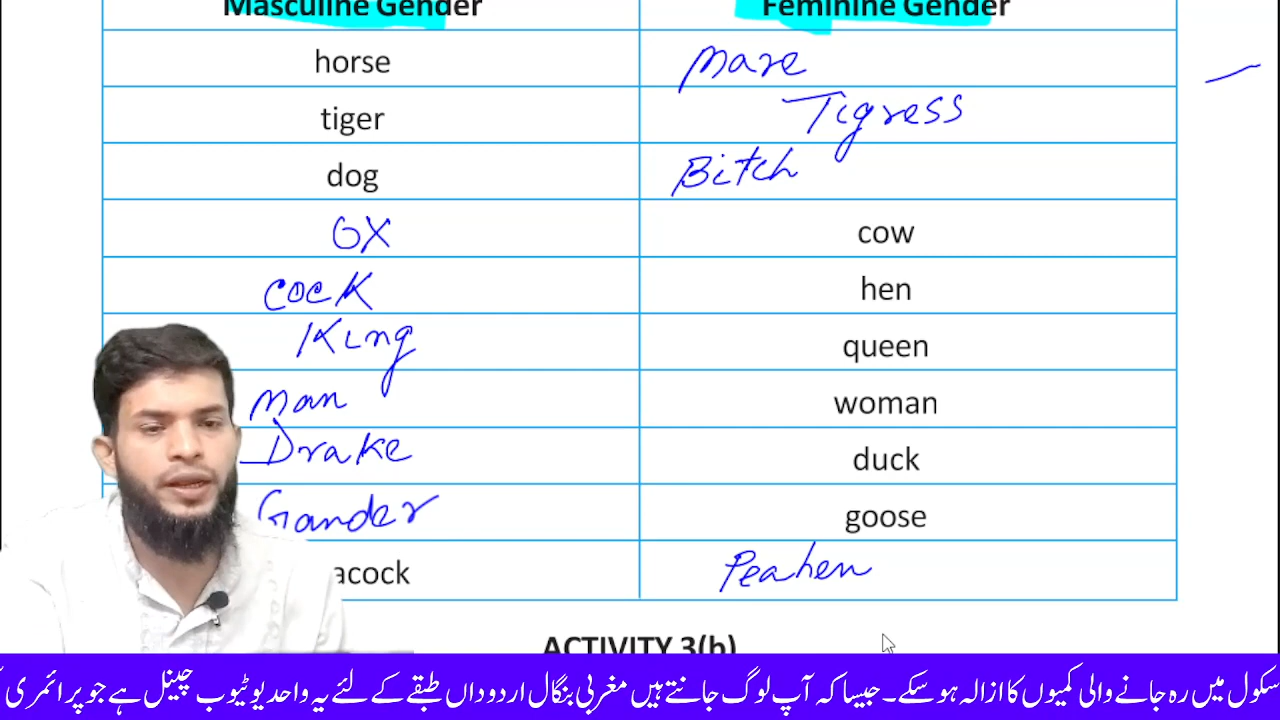 Masculine Gender Feminine Gender
horse Mare
tiger Tigress
dog Bitch
OX cow
cock hen
King queen
man woman
Drake duck
Gander goose
acock Peahen
ACTIVITY 3(b)
سکول میں رہ جانے والی کمیوں کا ازالہ ہو سکے۔ جیسا کہ آپ لوگ جانتے ہیں مغربی بنگال اردو داں طبقے کے لئے یہ واحد یوٹیوب چینل ہے جو پرائمری